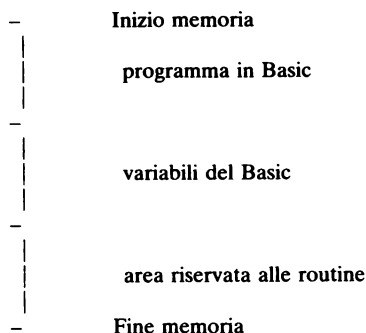 Inizio memoria
programma in Basic
variabili del Basic
area riservata alle routine
Fine memoria